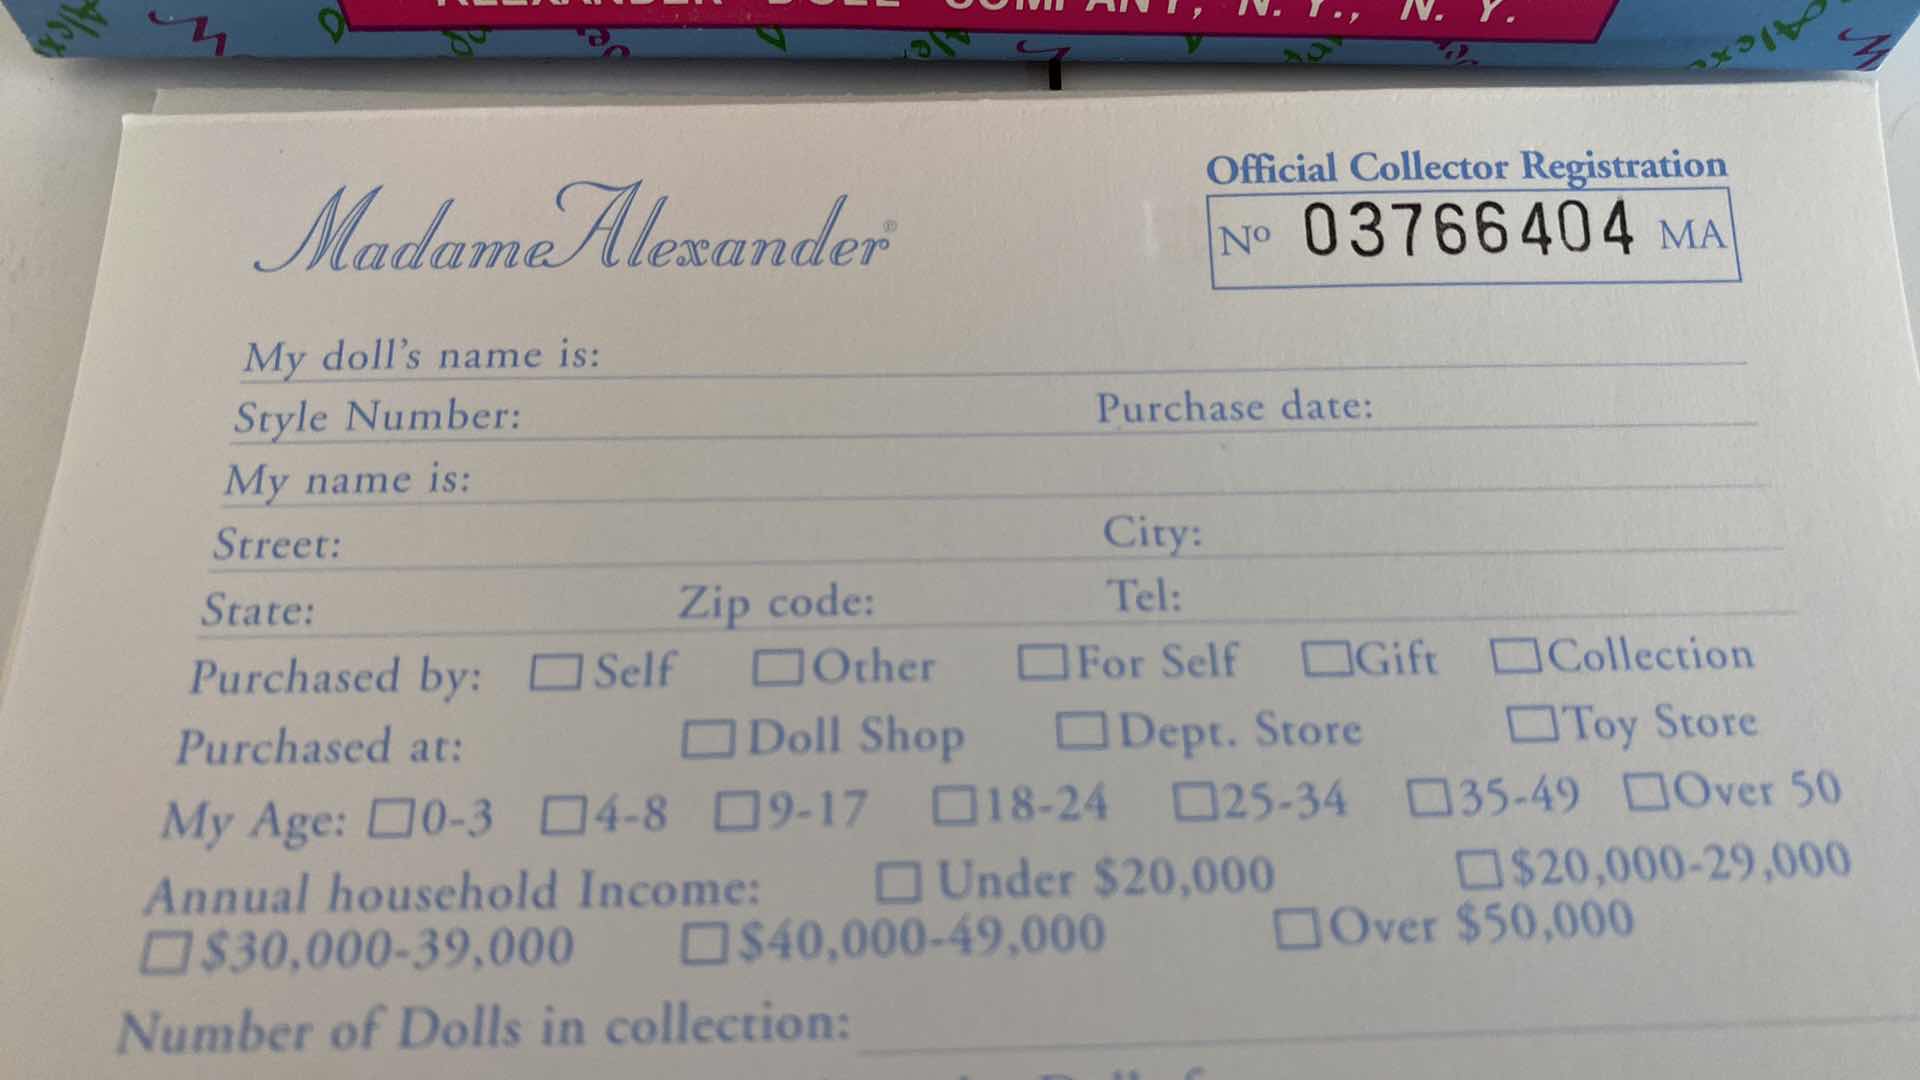 ALEXANDER DOLL COMPANY, N. Y., N. Y.
Madame Alexander®
Official Collector Registration
Nº 03766404 MA
My doll's name is:
Style Number: Purchase date:
My name is:
Street: City:
State: Zip code: Tel:
Purchased by: Self Other For Self Gift Collection
Purchased at: Doll Shop Dept. Store Toy Store
My Age: 0-3 4-8 9-17 18-24 25-34 35-49 Over 50
Annual household Income: Under $20,000 $20,000-29,000
$30,000-39,000 $40,000-49,000 Over $50,000
Number of Dolls in collection: